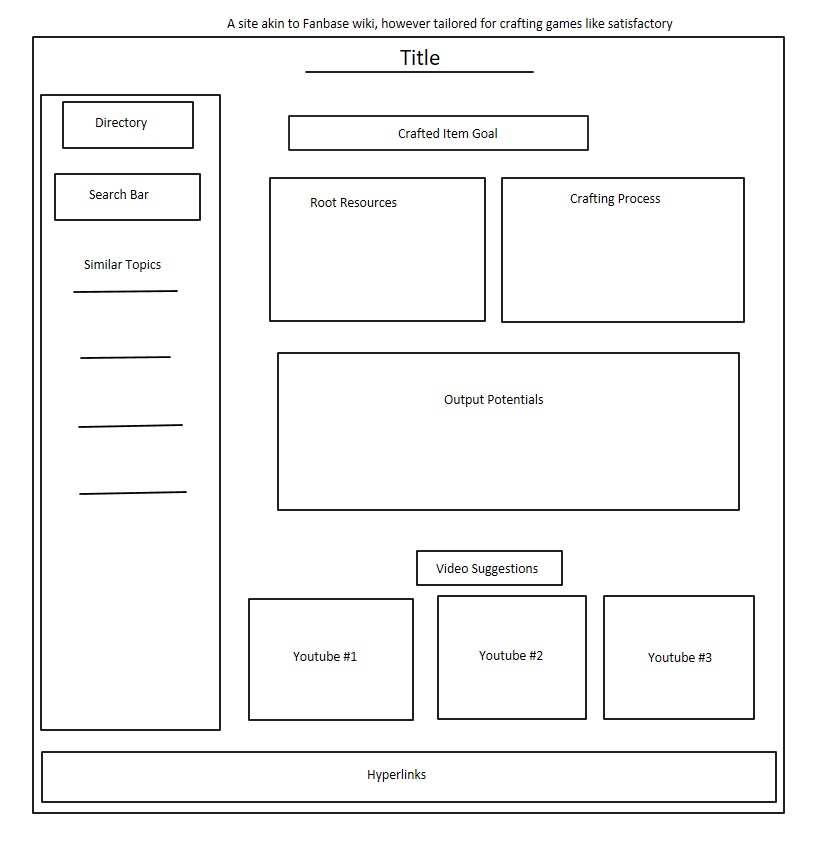 A site akin to Fanbase wiki, however tailored for crafting games like satisfactory
Title
Directory
Search Bar
Similar Topics
Crafted Item Goal
Root Resources
Crafting Process
Output Potentials
Video Suggestions
Youtube #1
Youtube #2
Youtube #3
Hyperlinks